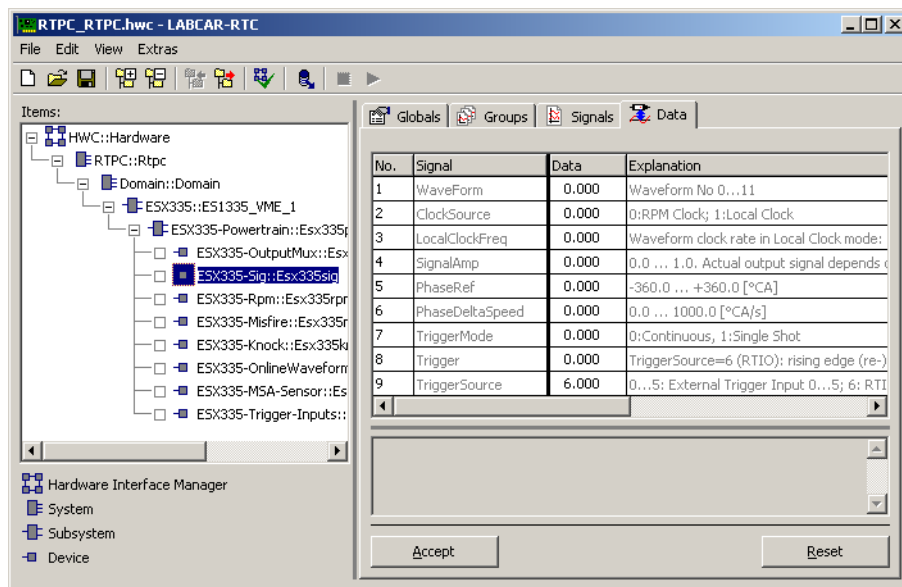 RTPC_RTPC.hwc - LABCAR-RTC
File Edit View Extras
Items:
HWC::Hardware
RTPC::Rtpc
Domain::Domain
ESX335::ES1335_VME_1
ESX335-Powertrain::Esx335p
ESX335-OutputMux::Esx
ESX335-Sig::Esx335sig
ESX335-Rpm::Esx335rpr
ESX335-Misfire::Esx335r
ESX335-Knock::Esx335k
ESX335-OnlineWaveform
ESX335-MSA-Sensor::Es
ESX335-Trigger-Inputs::
Hardware Interface Manager
System
Subsystem
Device
Globals Groups Signals Data
No. Signal Data Explanation
1 WaveForm 0.000 Waveform No 0...11
2 ClockSource 0.000 0:RPM Clock; 1:Local Clock
3 LocalClockFreq 0.000 Waveform clock rate in Local Clock mode:
4 SignalAmp 0.000 0.0 ... 1.0. Actual output signal depends
5 PhaseRef 0.000 -360.0 ... +360.0 [°CA]
6 PhaseDeltaSpeed 0.000 0.0 ... 1000.0 [°CA/s]
7 TriggerMode 0.000 0:Continuous, 1:Single Shot
8 Trigger 0.000 TriggerSource=6 (RTIO): rising edge (re-)
9 TriggerSource 6.000 0...5: External Trigger Input 0...5; 6: RTI
Accept Reset